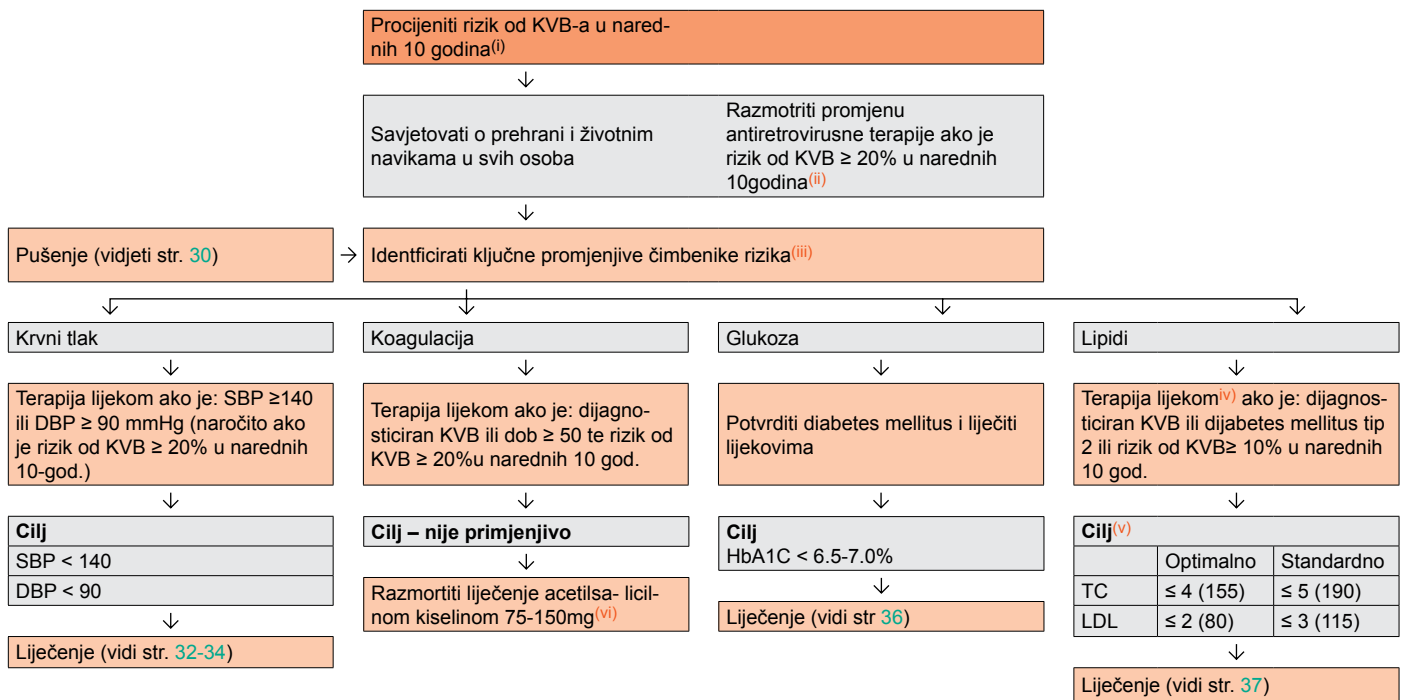 Procijeniti rizik od KVB-a u nared-
nih 10 godina(i)
Savjetovati o prehrani i životnim
navikama u svih osoba
Razmotriti promjenu
antiretrovirusne terapije ako je
rizik od KVB ≥ 20% u narednih
10godina(ii)
Pušenje (vidjeti str. 30)
Identficirati ključne promjenjive čimbenike rizika(iii)
Krvni tlak
Terapija lijekom ako je: SBP ≥140
ili DBP ≥ 90 mmHg (naročito ako
je rizik od KVB ≥ 20% u narednih
10-god.)
Cilj
SBP < 140
DBP < 90
Liječenje (vidi str. 32-34)
Koagulacija
Terapija lijekom ako je: dijagno-
sticiran KVB ili dob ≥ 50 te rizik od
KVB ≥ 20%u narednih 10 god.
Cilj – nije primjenjivo
Razmortiti liječenje acetilsa- licil-
nom kiselinom 75-150mg(vi)
Glukoza
Potvrditi diabetes mellitus i liječiti
lijekovima
Cilj
HbA1C < 6.5-7.0%
Liječenje (vidi str 36)
Lipidi
Terapija lijekomiv) ako je: dijagnos-
ticiran KVB ili dijabetes mellitus tip
2 ili rizik od KVB≥ 10% u narednih
10 god.
Cilj(v)
Optimalno Standardno
TC ≤ 4 (155) ≤ 5 (190)
LDL ≤ 2 (80) ≤ 3 (115)
Liječenje (vidi str. 37)